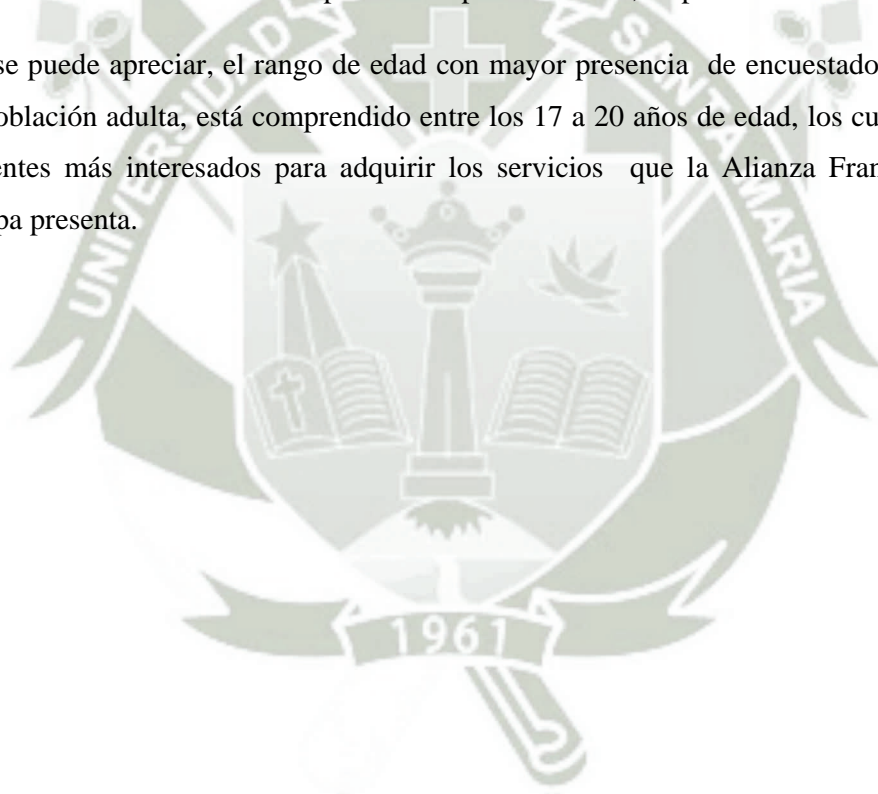 se puede apreciar, el rango de edad con mayor presencia de encuestado
oblación adulta, está comprendido entre los 17 a 20 años de edad, los cu
entes más interesados para adquirir los servicios que la Alianza Fran
pa presenta.
UNIVERSIDAD
SANTA MARIA
1961